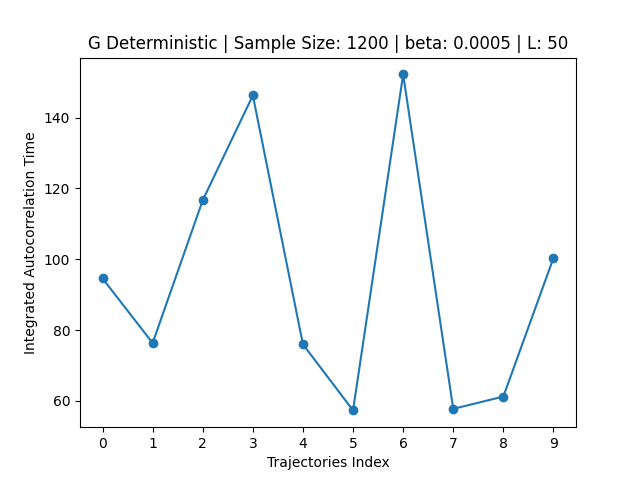 G Deterministic | Sample Size: 1200 | beta: 0.0005 | L: 50
Integrated Autocorrelation Time
140
120
100
80
60
0 1 2 3 4 5 6 7 8 9
Trajectories Index